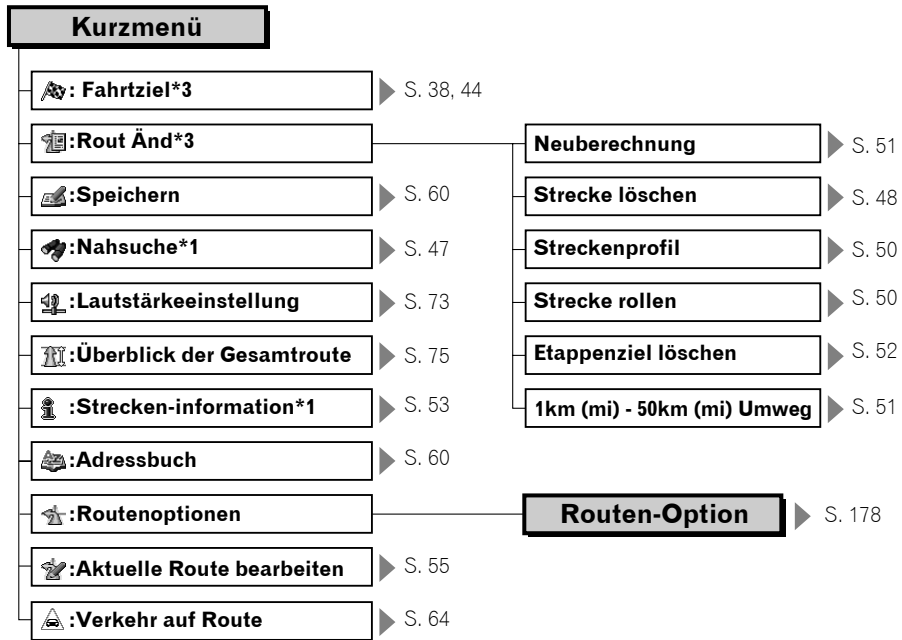 Kurzmenü
: Fahrtziel*3 S. 38, 44
:Rout Änd*3
Neuberechnung S. 51
Strecke löschen S. 48
Streckenprofil S. 50
Strecke rollen S. 50
Etappenziel löschen S. 52
1km (mi) - 50km (mi) Umweg S. 51
:Speichern S. 60
:Nahsuche*1 S. 47
:Lautstärkeeinstellung S. 73
:Überblick der Gesamtroute S. 75
:Strecken-information*1 S. 53
:Adressbuch S. 60
:Routenoptionen
Routen-Option S. 178
:Aktuelle Route bearbeiten S. 55
:Verkehr auf Route S. 64